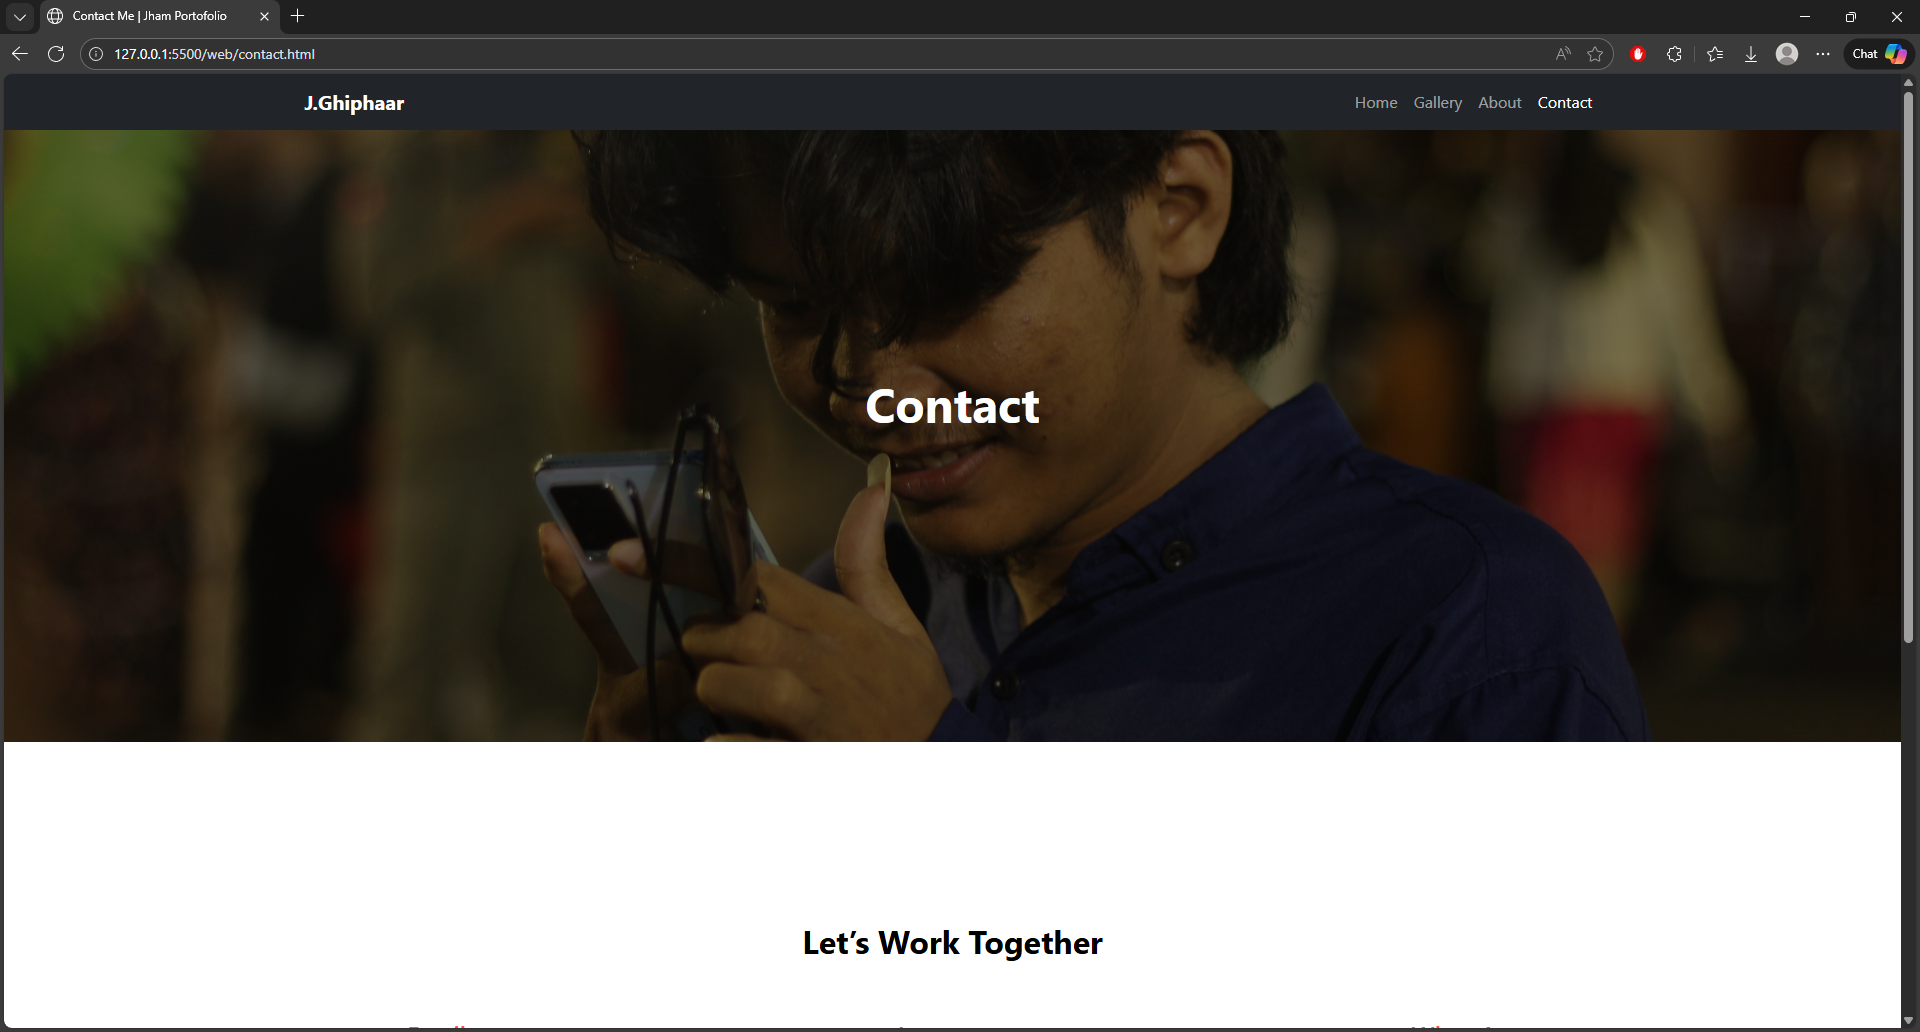 Contact Me | Jham Portofolio
127.0.0.1:5500/web/contact.html
Chat
J.Ghiphaar
Home Gallery About Contact
Contact
Let’s Work Together